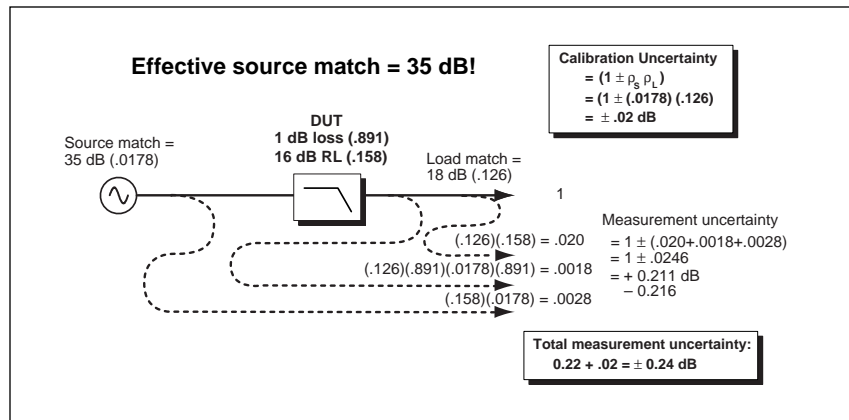 Effective source match = 35 dB!
Calibration Uncertainty
= (1 ± ρS ρL)
= (1 ± (.0178) (.126)
= ± .02 dB
Source match =
35 dB (.0178)
DUT
1 dB loss (.891)
16 dB RL (.158)
Load match =
18 dB (.126)
1
(.126)(.158) = .020
(.126)(.891)(.0178)(.891) = .0018
(.158)(.0178) = .0028
Measurement uncertainty
= 1 ± (.020+.0018+.0028)
= 1 ± .0246
= + 0.211 dB
– 0.216
Total measurement uncertainty:
0.22 + .02 = ± 0.24 dB